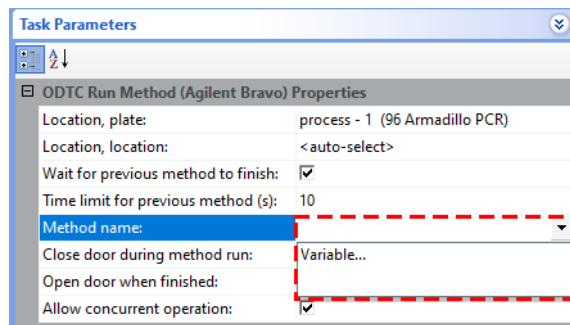 Task Parameters
A
Z
ODTC Run Method (Agilent Bravo) Properties
Location, plate: process - 1 (96 Armadillo PCR)
Location, location: <auto-select>
Wait for previous method to finish:
Time limit for previous method (s): 10
Method name:
Close door during method run: Variable...
Open door when finished:
Allow concurrent operation: